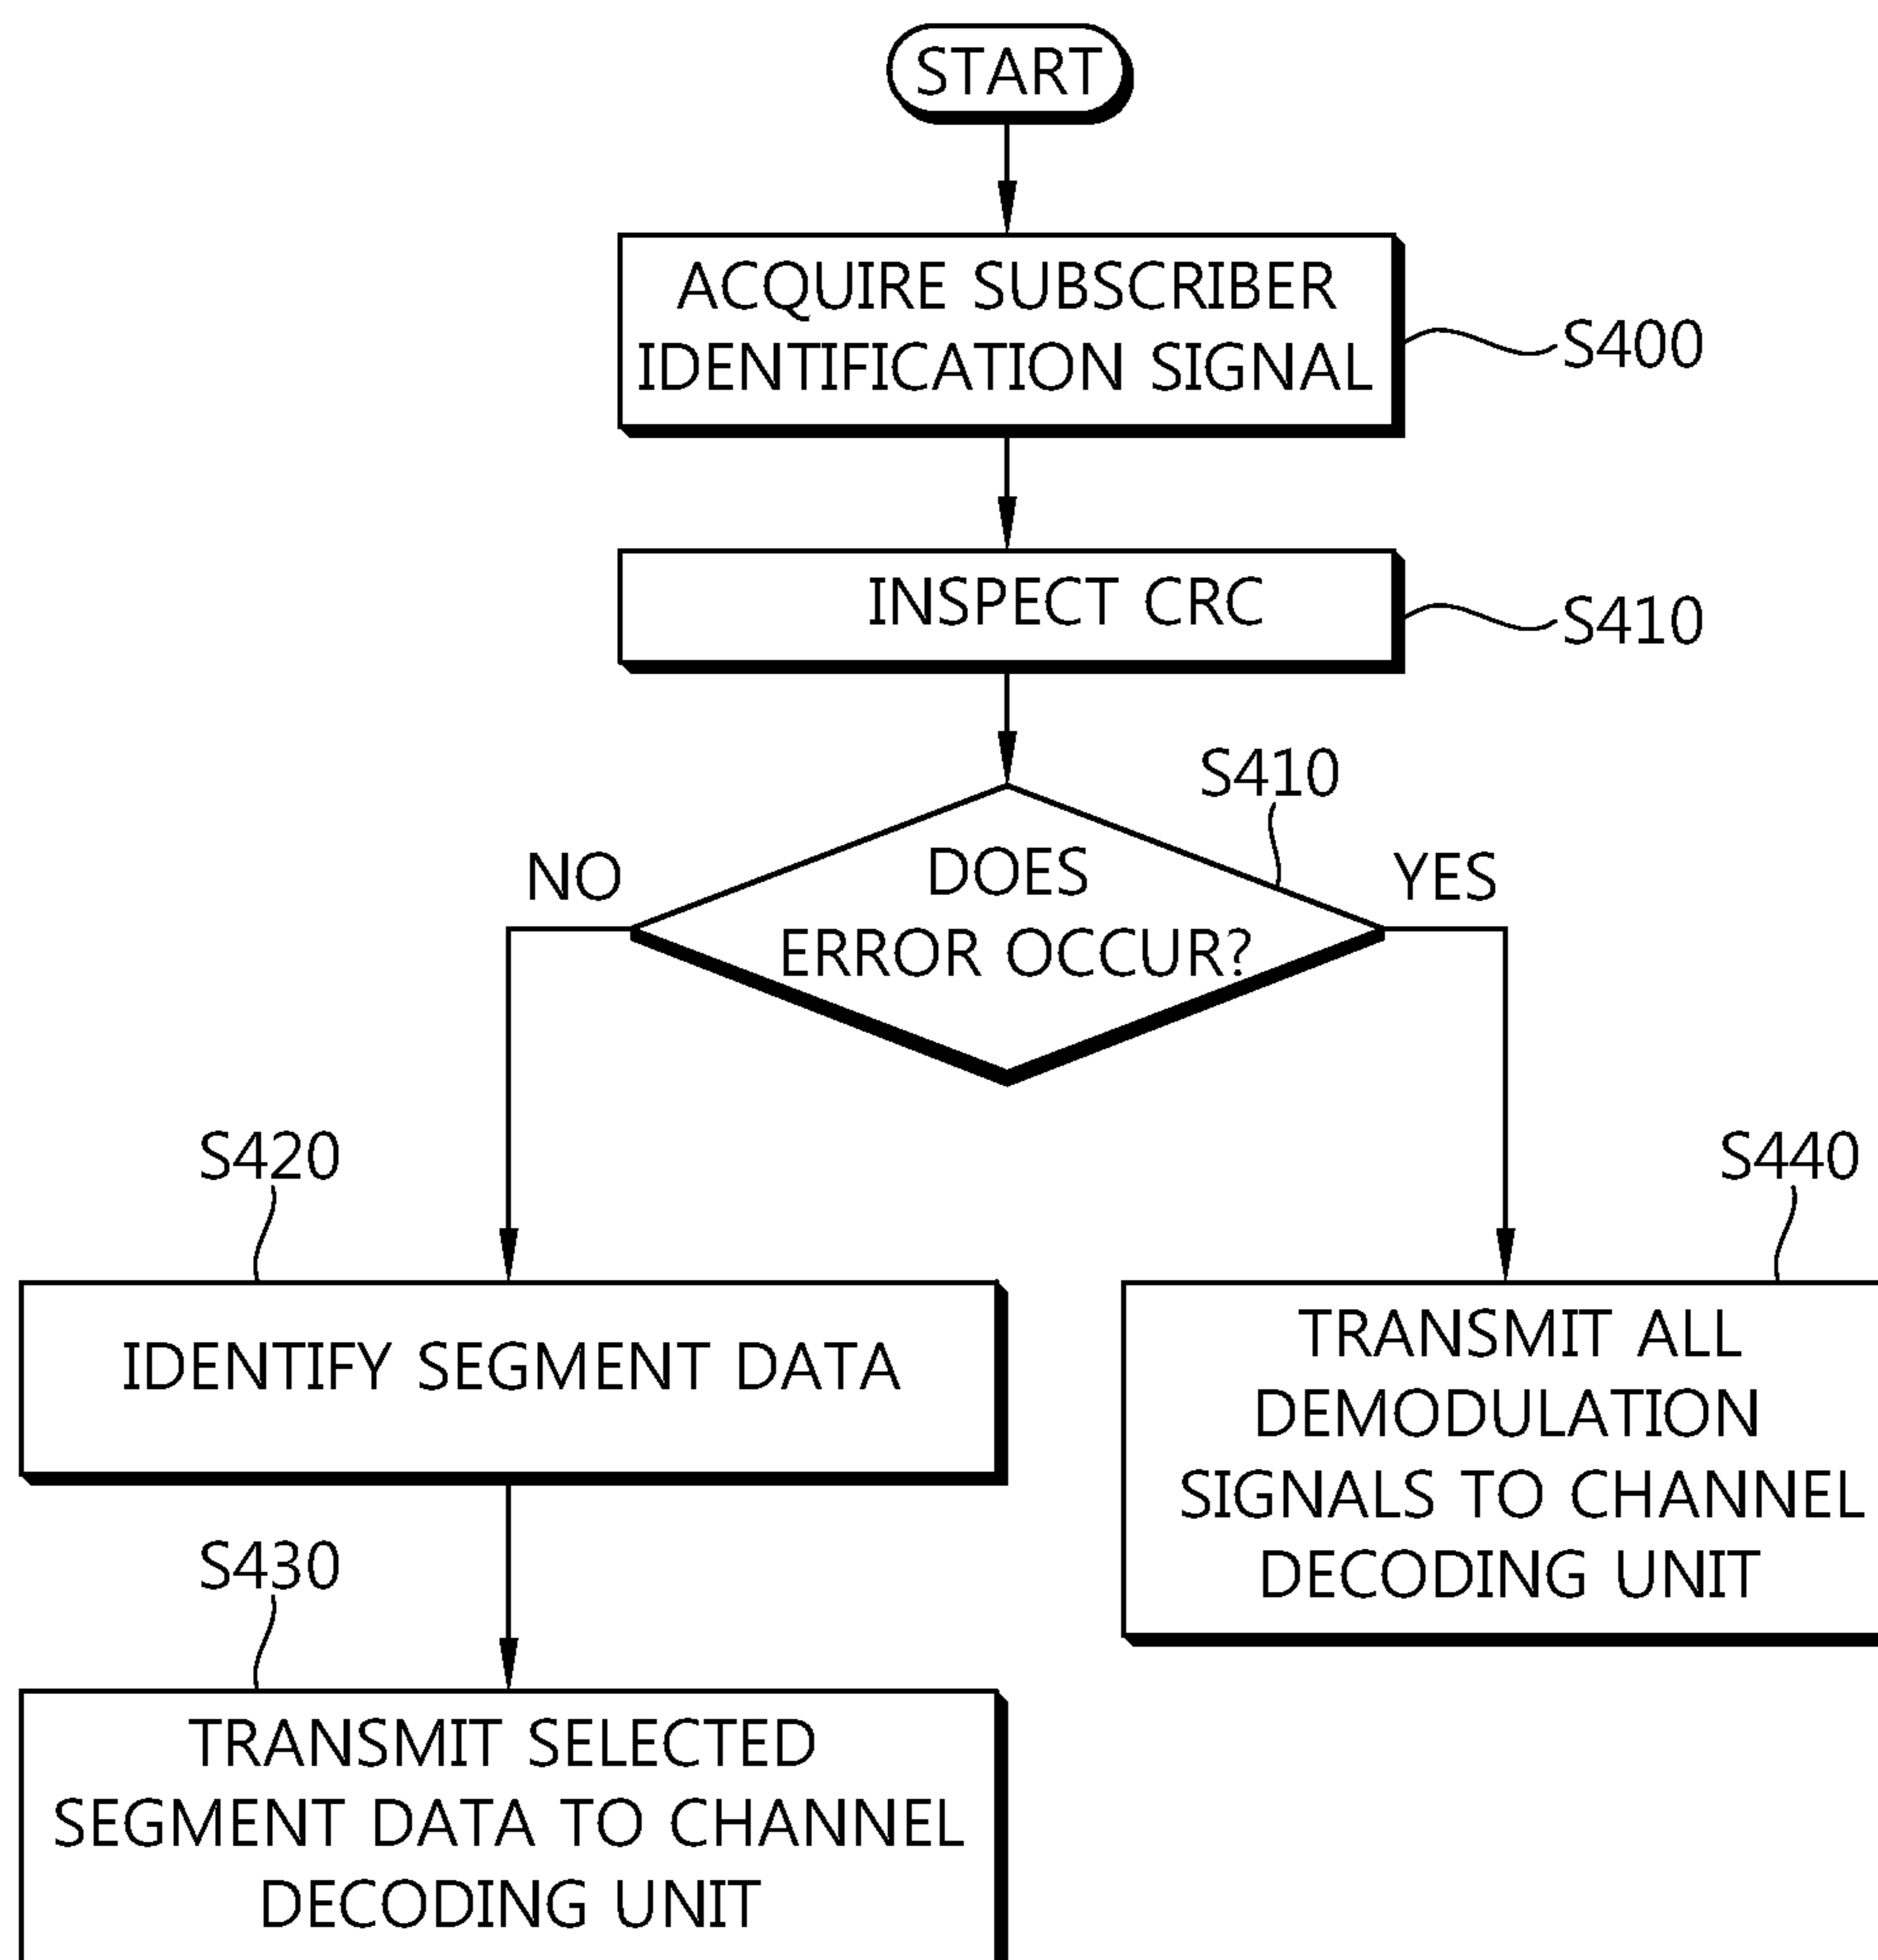 START
ACQUIRE SUBSCRIBER
IDENTIFICATION SIGNAL
S400
INSPECT CRC
S410
S410
NO
DOES
ERROR OCCUR?
YES
S420
IDENTIFY SEGMENT DATA
S440
TRANSMIT ALL
DEMODULATION
SIGNALS TO CHANNEL
DECODING UNIT
S430
TRANSMIT SELECTED
SEGMENT DATA TO CHANNEL
DECODING UNIT